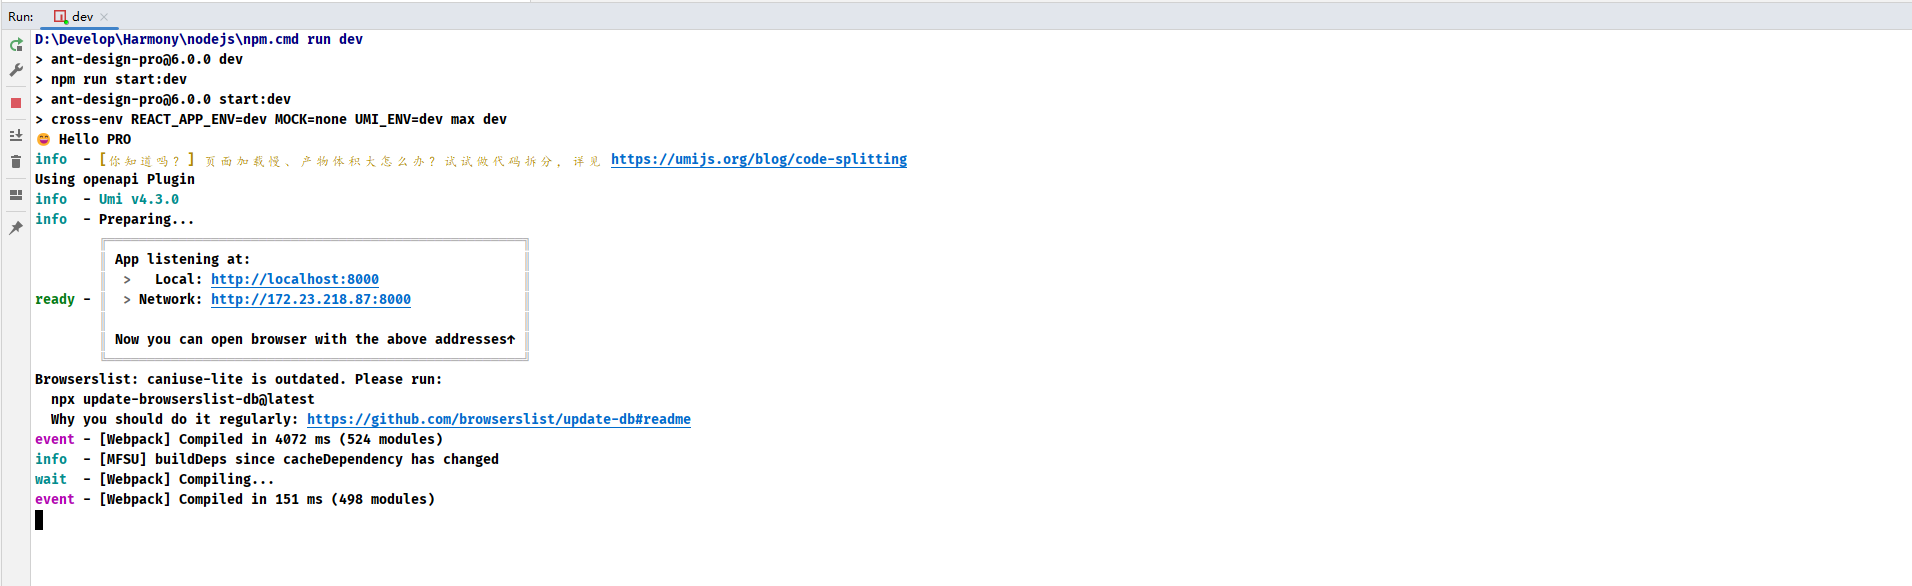 Run: dev
D:\Develop\Harmony\nodejs\npm.cmd run dev
> ant-design-pro@6.0.0 dev
> npm run start:dev
> ant-design-pro@6.0.0 start:dev
> cross-env REACT_APP_ENV=dev MOCK=none UMI_ENV=dev max dev
😄 Hello PRO
info  - [你知道吗？] 页面加载慢、产物体积大怎么办？试试做代码拆分，详见 https://umijs.org/blog/code-splitting
Using openapi Plugin
info  - Umi v4.3.0
info  - Preparing...
App listening at:
>   Local: http://localhost:8000
ready - > Network: http://172.23.218.87:8000
Now you can open browser with the above addresses↑
Browserslist: caniuse-lite is outdated. Please run:
npx update-browserslist-db@latest
Why you should do it regularly: https://github.com/browserslist/update-db#readme
event - [Webpack] Compiled in 4072 ms (524 modules)
info  - [MFSU] buildDeps since cacheDependency has changed
wait  - [Webpack] Compiling...
event - [Webpack] Compiled in 151 ms (498 modules)